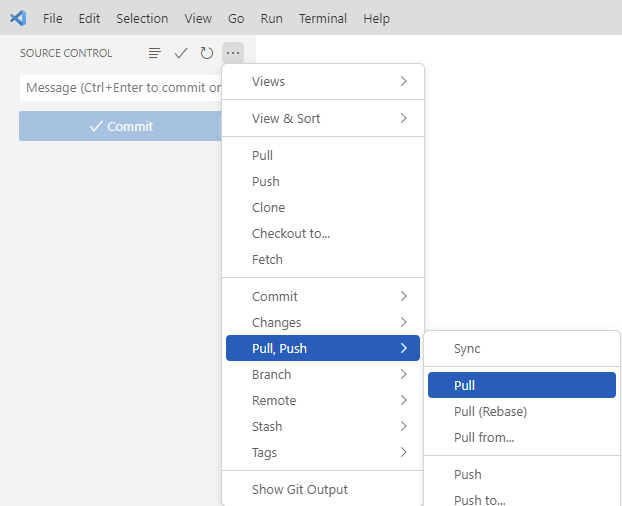 File Edit Selection View Go Run Terminal Help
SOURCE CONTROL
Message (Ctrl+Enter to commit or
Commit
Views
View & Sort
Pull
Push
Clone
Checkout to...
Fetch
Commit
Changes
Pull, Push
Branch
Remote
Stash
Tags
Show Git Output
Sync
Pull
Pull (Rebase)
Pull from...
Push
Push to...